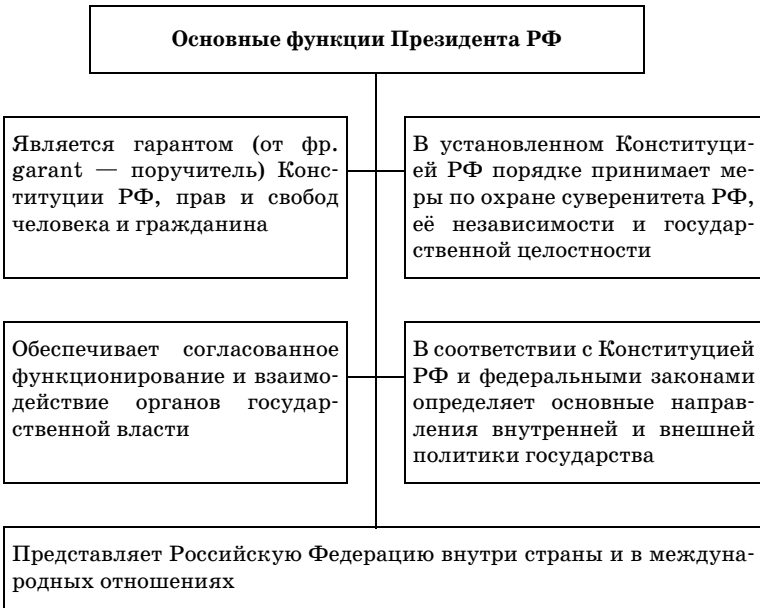 Основные функции Президента РФ
Является гарантом (от фр.
garant — поручитель) Конс-
титуции РФ, прав и свобод
человека и гражданина
В установленном Конституци-
ей РФ порядке принимает ме-
ры по охране суверенитета РФ,
её независимости и государ-
ственной целостности
Обеспечивает согласованное
функционирование и взаимо-
действие органов государ-
ственной власти
В соответствии с Конституцией
РФ и федеральными законами
определяет основные направ-
ления внутренней и внешней
политики государства
Представляет Российскую Федерацию внутри страны и в междуна-
родных отношениях